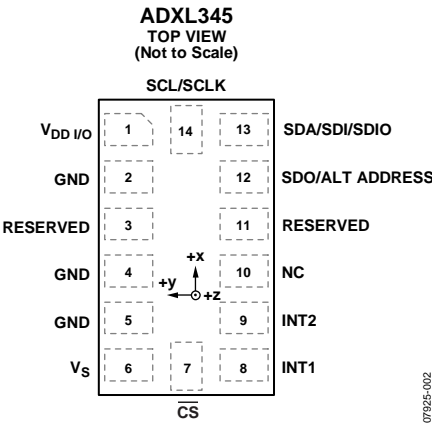 ADXL345
TOP VIEW
(Not to Scale)
SCL/SCLK
VDD I/O 1 14 13 SDA/SDI/SDIO
GND 2 12 SDO/ALT ADDRESS
RESERVED 3 11 RESERVED
+x
GND 4 +y +z 10 NC
GND 5 9 INT2
VS 6 7 8 INT1
CS
07925-002